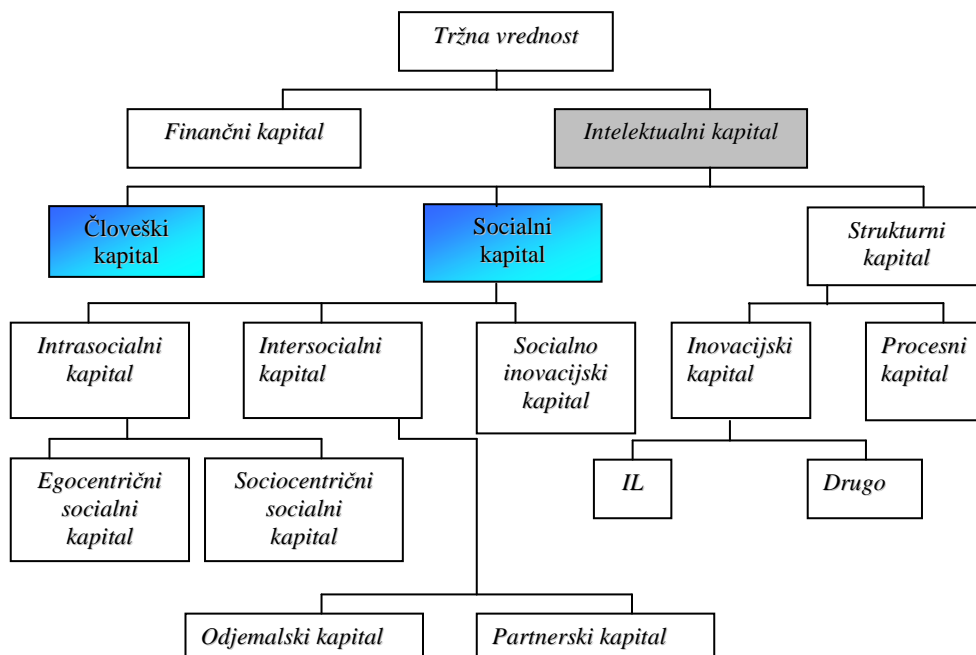 Tržna vrednost
Finančni kapital
Intelektualni kapital
Človeški
kapital
Socialni
kapital
Strukturni
kapital
Intrasocialni
kapital
Intersocialni
kapital
Socialno
inovacijski
kapital
Inovacijski
kapital
Procesni
kapital
Egocentrični
socialni
kapital
Sociocentrični
socialni
kapital
IL
Drugo
Odjemalski kapital
Partnerski kapital